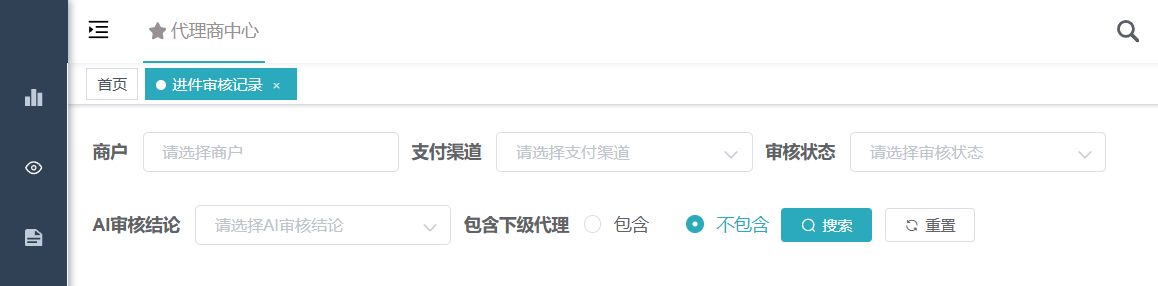 代理商中心
首页 进件审核记录 ×
商户 请选择商户 支付渠道 请选择支付渠道 审核状态 请选择审核状态
AI审核结论 请选择AI审核结论 包含下级代理 包含 不包含 搜索 重置